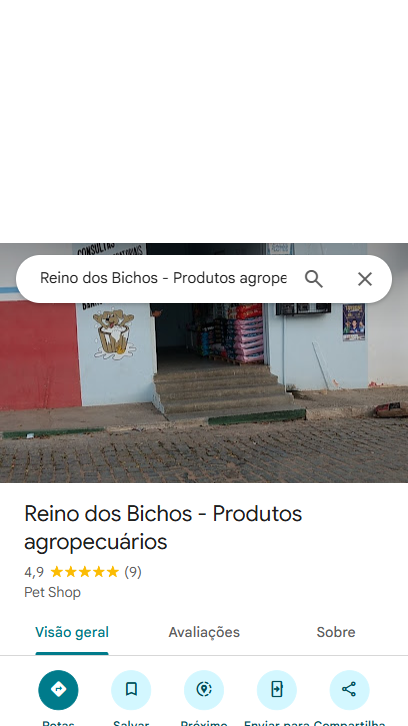 CONSULTAS
Reino dos Bichos - Produtos agrope
Reino dos Bichos - Produtos
agropecuários
4,9 ★★★★★ (9)
Pet Shop
Visão geral Avaliações Sobre
Rotas Salvar Próximo Enviar para Compartilha